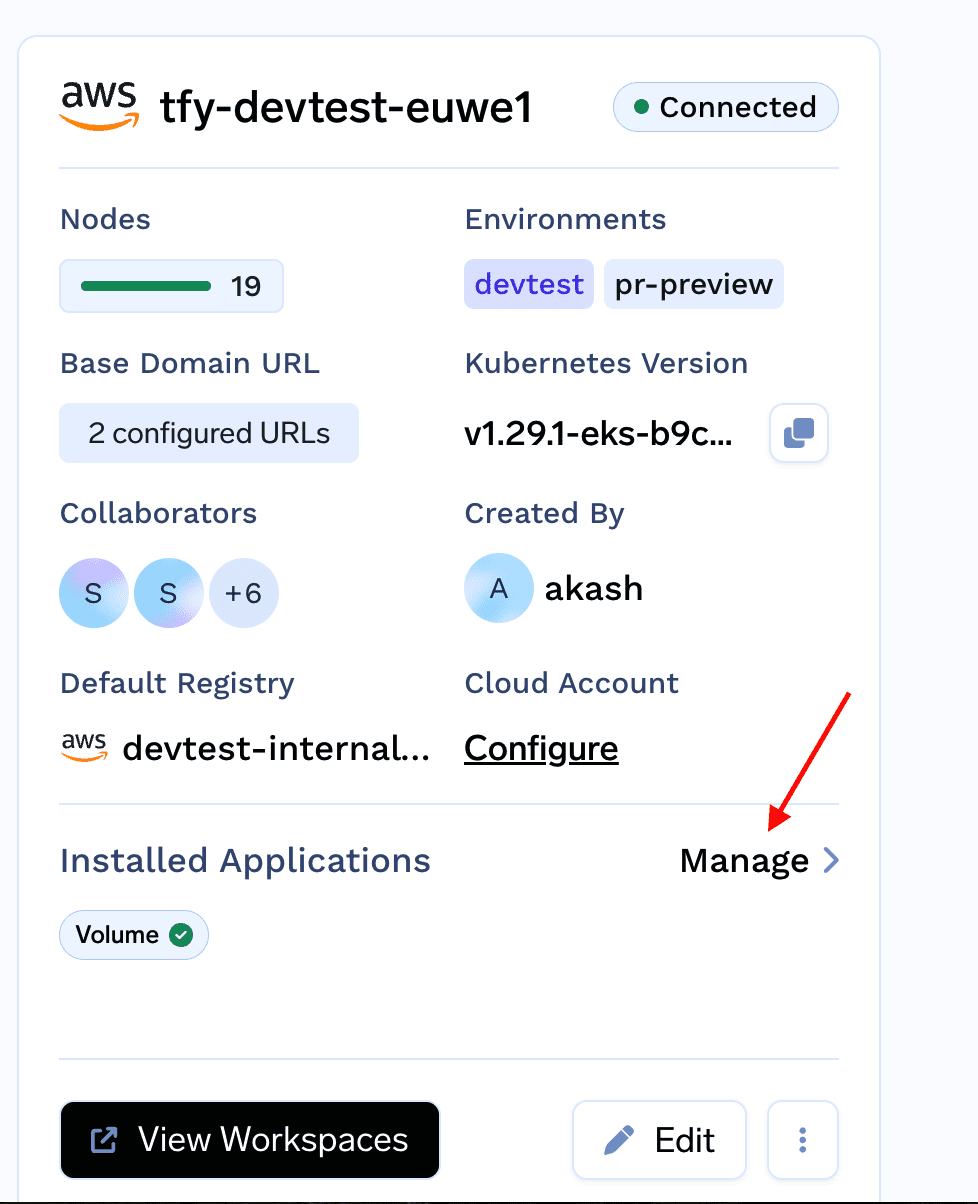 aws tfy-devtest-euwe1 Connected
Nodes Environments
19 devtest pr-preview
Base Domain URL Kubernetes Version
2 configured URLs v1.29.1-eks-b9c...
Collaborators Created By
S S +6 A akash
Default Registry Cloud Account
aws devtest-internal... Configure
Installed Applications Manage
Volume
View Workspaces Edit